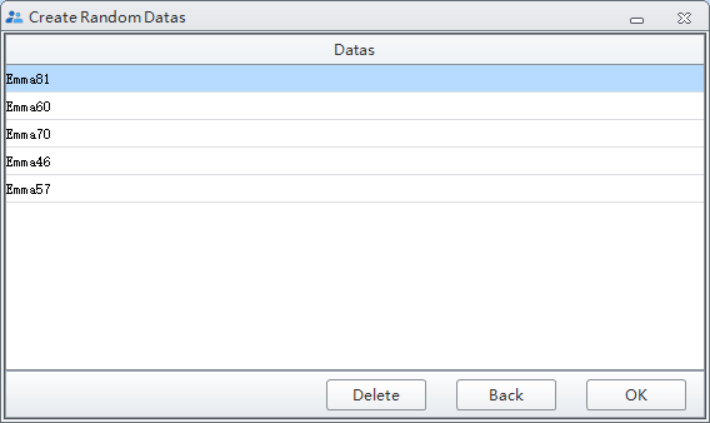 Create Random Datas
Datas
Emma81
Emma60
Emma70
Emma46
Emma57
Delete Back OK